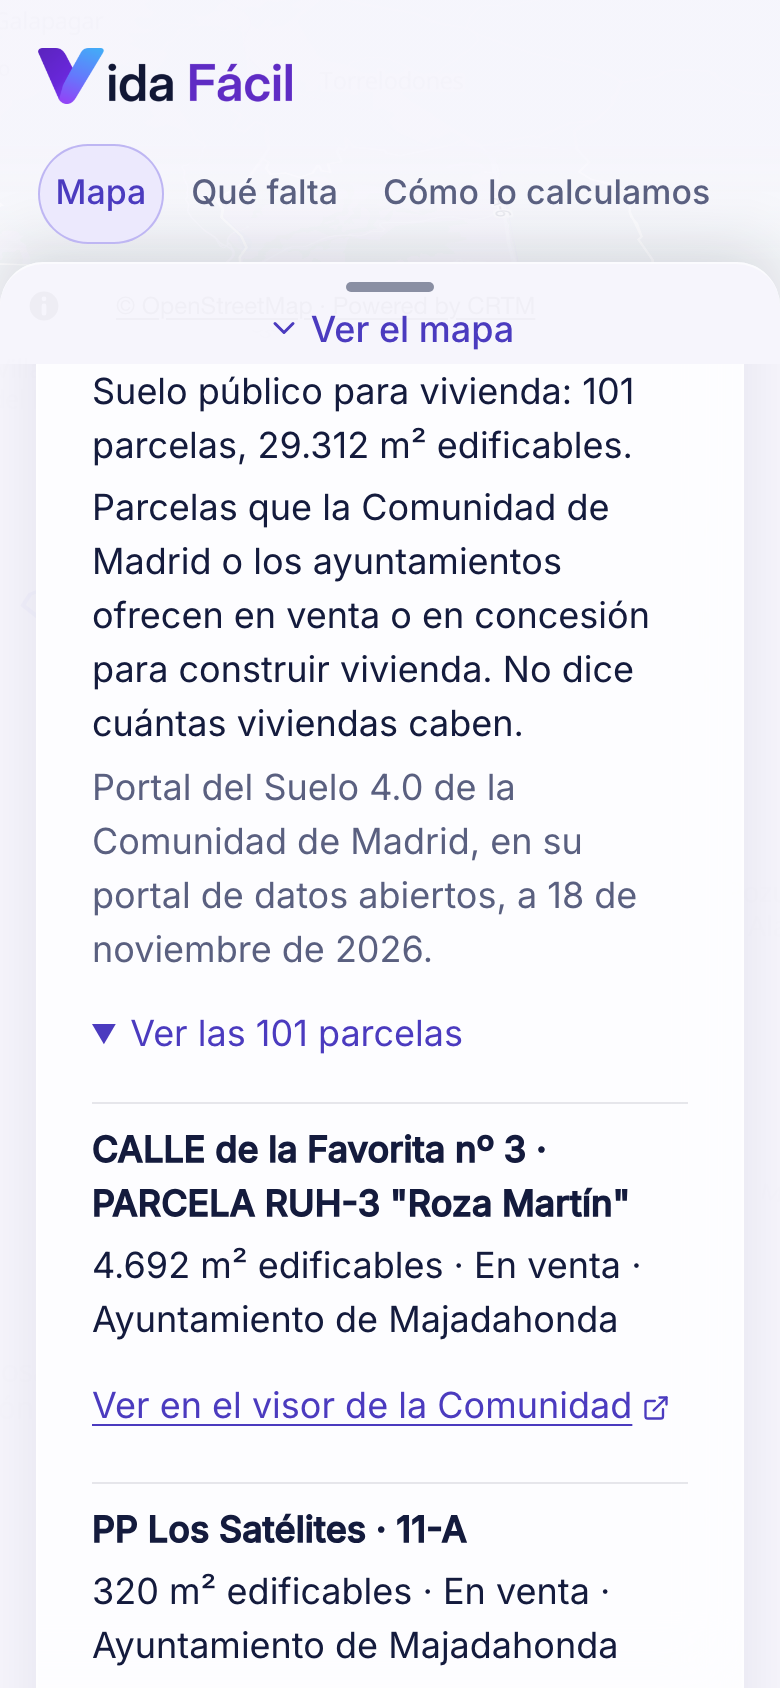 Vida Fácil
Mapa Qué falta Cómo lo calculamos
© OpenStreetMap · Powered by CRTM
Ver el mapa
Suelo público para vivienda: 101
parcelas, 29.312 m² edificables.
Parcelas que la Comunidad de
Madrid o los ayuntamientos
ofrecen en venta o en concesión
para construir vivienda. No dice
cuántas viviendas caben.
Portal del Suelo 4.0 de la
Comunidad de Madrid, en su
portal de datos abiertos, a 18 de
noviembre de 2026.
Ver las 101 parcelas
CALLE de la Favorita nº 3 ·
PARCELA RUH-3 "Roza Martín"
4.692 m² edificables · En venta ·
Ayuntamiento de Majadahonda
Ver en el visor de la Comunidad
PP Los Satélites · 11-A
320 m² edificables · En venta ·
Ayuntamiento de Majadahonda